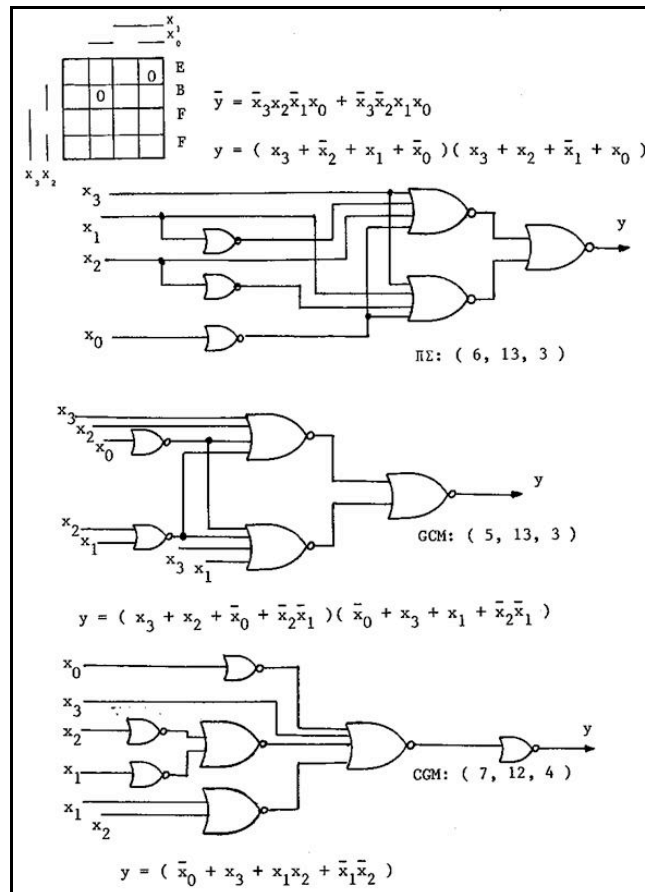 x₁
x₀
0 E
0 B
F
F
x₃ x₂
y̅ = x̅₃x₂x̅₁x₀ + x̅₃x̅₂x₁x₀
y = ( x₃ + x̅₂ + x₁ + x̅₀ )( x₃ + x₂ + x̅₁ + x₀ )
x₃
x₁
y
x₂
x₀
ΠΣ: ( 6, 13, 3 )
x₃
x₂
x₀
y
x₂
x₁
x₃
x₁
GCM: ( 5, 13, 3 )
y = ( x₃ + x₂ + x̅₀ + x̅₂x̅₁ )( x̅₀ + x₃ + x₁ + x̅₂x̅₁ )
x₀
x₃
x₂
y
x₁
CGM: ( 7, 12, 4 )
x₁
x₂
y = ( x̅₀ + x₃ + x₁x₂ + x̅₁x̅₂ )